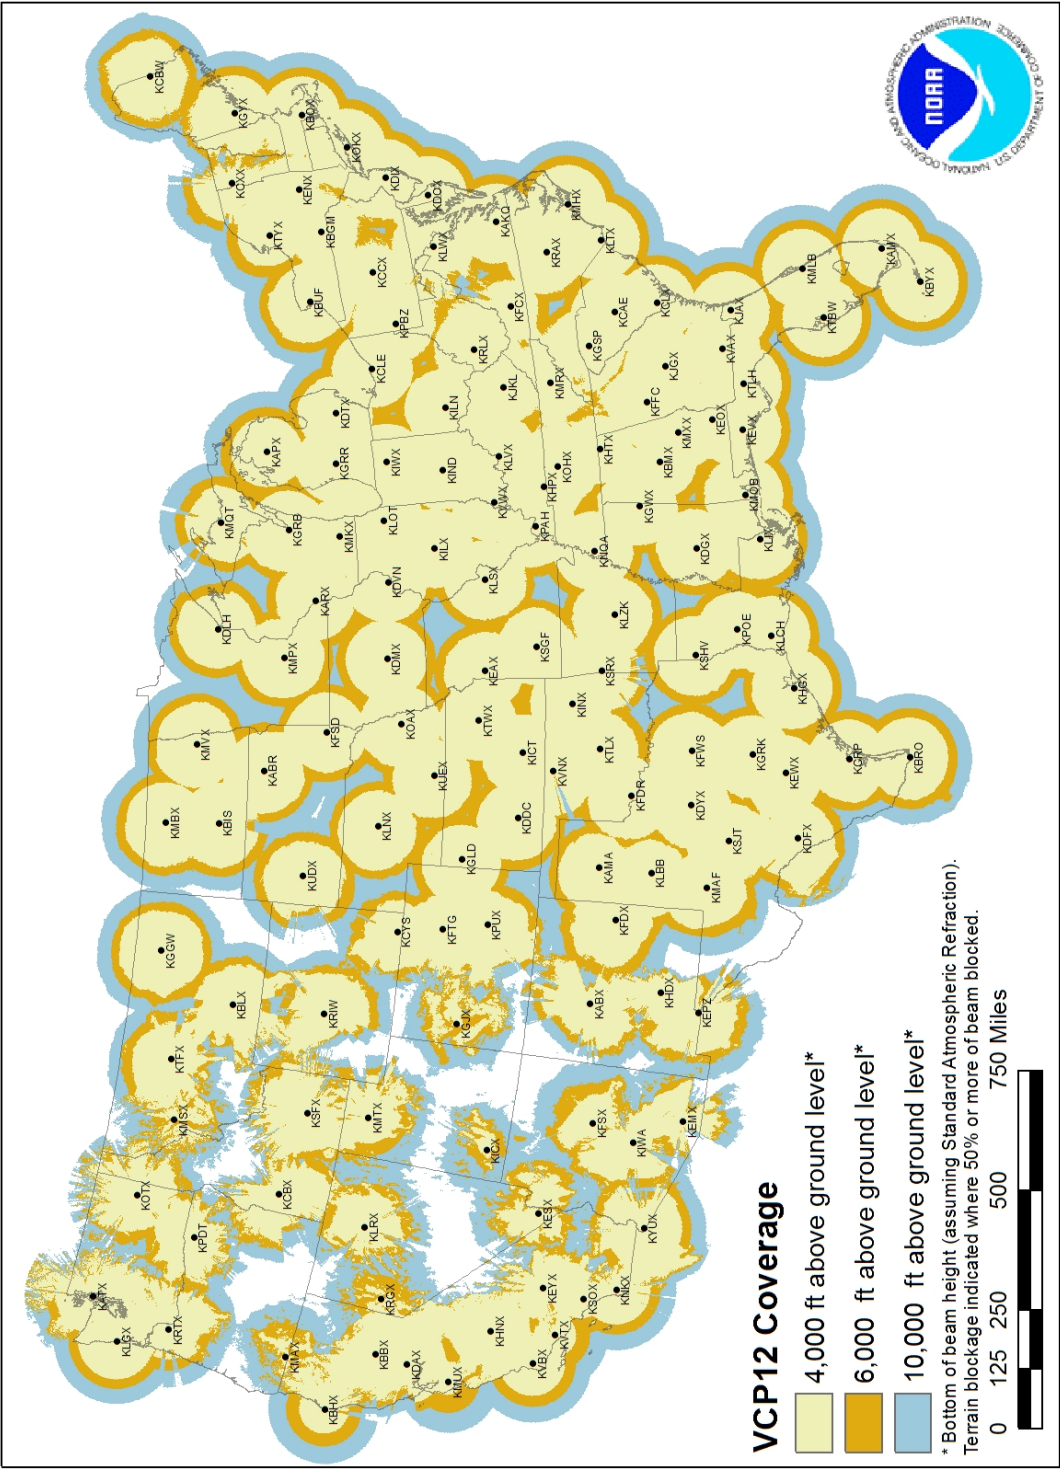 VCP12 Coverage
4,000 ft above ground level*
6,000 ft above ground level*
10,000 ft above ground level*
* Bottom of beam height (assuming Standard Atmospheric Refraction).
Terrain blockage indicated where 50% or more of beam blocked.
0 125 250 500 750 Miles
NATIONAL OCEANIC AND ATMOSPHERIC ADMINISTRATION
U.S. DEPARTMENT OF COMMERCE
NOAA
KATX
KLGX
KRTX
KOTX
KPDT
KMSX
KTFX
KBLX
KGGW
KMBX
KBIS
KMVX
KABR
KUDX
KDLH
KMPX
KMQT
KGRB
KARX
KMKX
KAPX
KGRR
KDTX
KBUF
KTYX
KCXX
KGYX
KCBW
KBOX
KENX
KBGM
KOKX
KDIX
KDOX
KCCX
KPBZ
KCLE
KLWX
KAKQ
KMHX
KRAX
KLTX
KFCX
KRLX
KILN
KIWX
KIND
KLOT
KILX
KDVN
KDMX
KFSD
KOAX
KLNX
KUEX
KRIW
KCYS
KFTG
KPUX
KGJX
KGLD
KDDC
KICT
KTWX
KEAX
KLSX
KSGF
KPAH
KLVX
KJKL
KMRX
KHPX
KOHX
KGSP
KCAE
KCLX
KJGX
KFFC
KHTX
KBMX
KMXX
KEOX
KVAX
KJAX
KTLH
KEVX
KMOB
KGWX
KDGX
KNQA
KLZK
KSRX
KINX
KTLX
KVNX
KFDR
KFWS
KDYX
KGRK
KEWX
KSJT
KDFX
KMAF
KLBB
KAMA
KFDX
KABX
KHDX
KEPZ
KSHV
KPOE
KLCH
KHGX
KCRP
KBRO
KMLB
KTBW
KAMX
KBYX
KSFX
KMTX
KCBX
KLRX
KRGX
KMAX
KBHX
KBBX
KDAX
KMUX
KHNX
KEYX
KVBX
KVTX
KSOX
KNKX
KYUX
KESX
KICX
KFSX
KIWA
KEMX